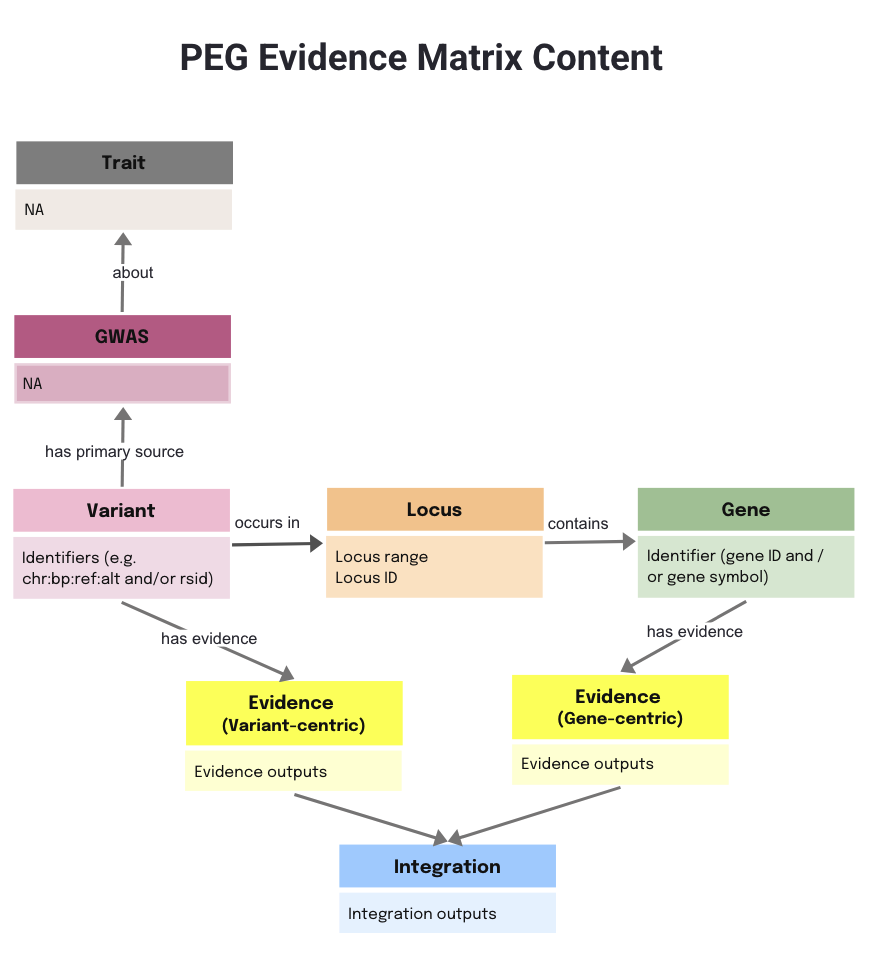 PEG Evidence Matrix Content
Trait
NA
about
GWAS
NA
has primary source
Variant
Identifiers (e.g.
chr:bp:ref:alt and/or rsid)
occurs in
Locus
Locus range
Locus ID
contains
Gene
Identifier (gene ID and /
or gene symbol)
has evidence
has evidence
Evidence
(Variant-centric)
Evidence outputs
Evidence
(Gene-centric)
Evidence outputs
Integration
Integration outputs